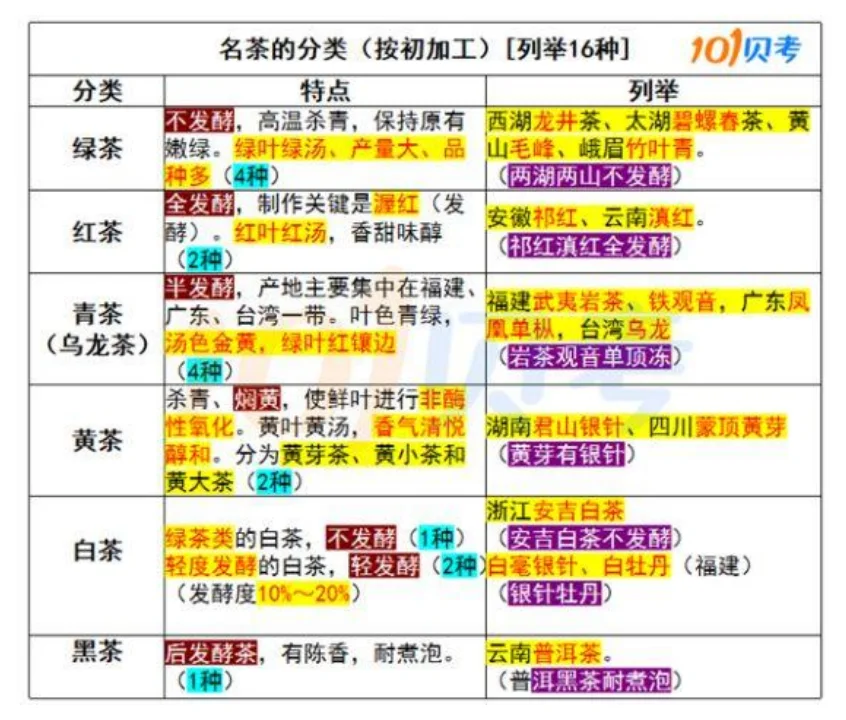 名茶的分类（按初加工）[列举16种]
101贝考
分类
特点
列举
绿茶
不发酵，高温杀青，保持原有
嫩绿。绿叶绿汤、产量大、品
种多（4种）
西湖龙井茶、太湖碧螺春茶、黄
山毛峰、峨眉竹叶青。
（两湖两山不发酵）
红茶
全发酵，制作关键是渥红（发
酵）。红叶红汤，香甜味醇
（2种）
安徽祁红、云南滇红。
（祁红滇红全发酵）
青茶
（乌龙茶）
半发酵，产地主要集中在福建、
广东、台湾一带。叶色青绿，
汤色金黄，绿叶红镶边
（4种）
福建武夷岩茶、铁观音，广东凤
凰单枞，台湾乌龙
（岩茶观音单顶冻）
黄茶
杀青、焖黄，使鲜叶进行非酶
性氧化。黄叶黄汤，香气清悦
醇和。分为黄芽茶、黄小茶和
黄大茶（2种）
湖南君山银针、四川蒙顶黄芽
（黄芽有银针）
白茶
绿茶类的白茶，不发酵（1种）
轻度发酵的白茶，轻发酵（2种）
（发酵度10%～20%）
浙江安吉白茶
（安吉白茶不发酵）
白毫银针、白牡丹（福建）
（银针牡丹）
黑茶
后发酵茶，有陈香，耐煮泡。
（1种）
云南普洱茶。
（普洱黑茶耐煮泡）
101贝考